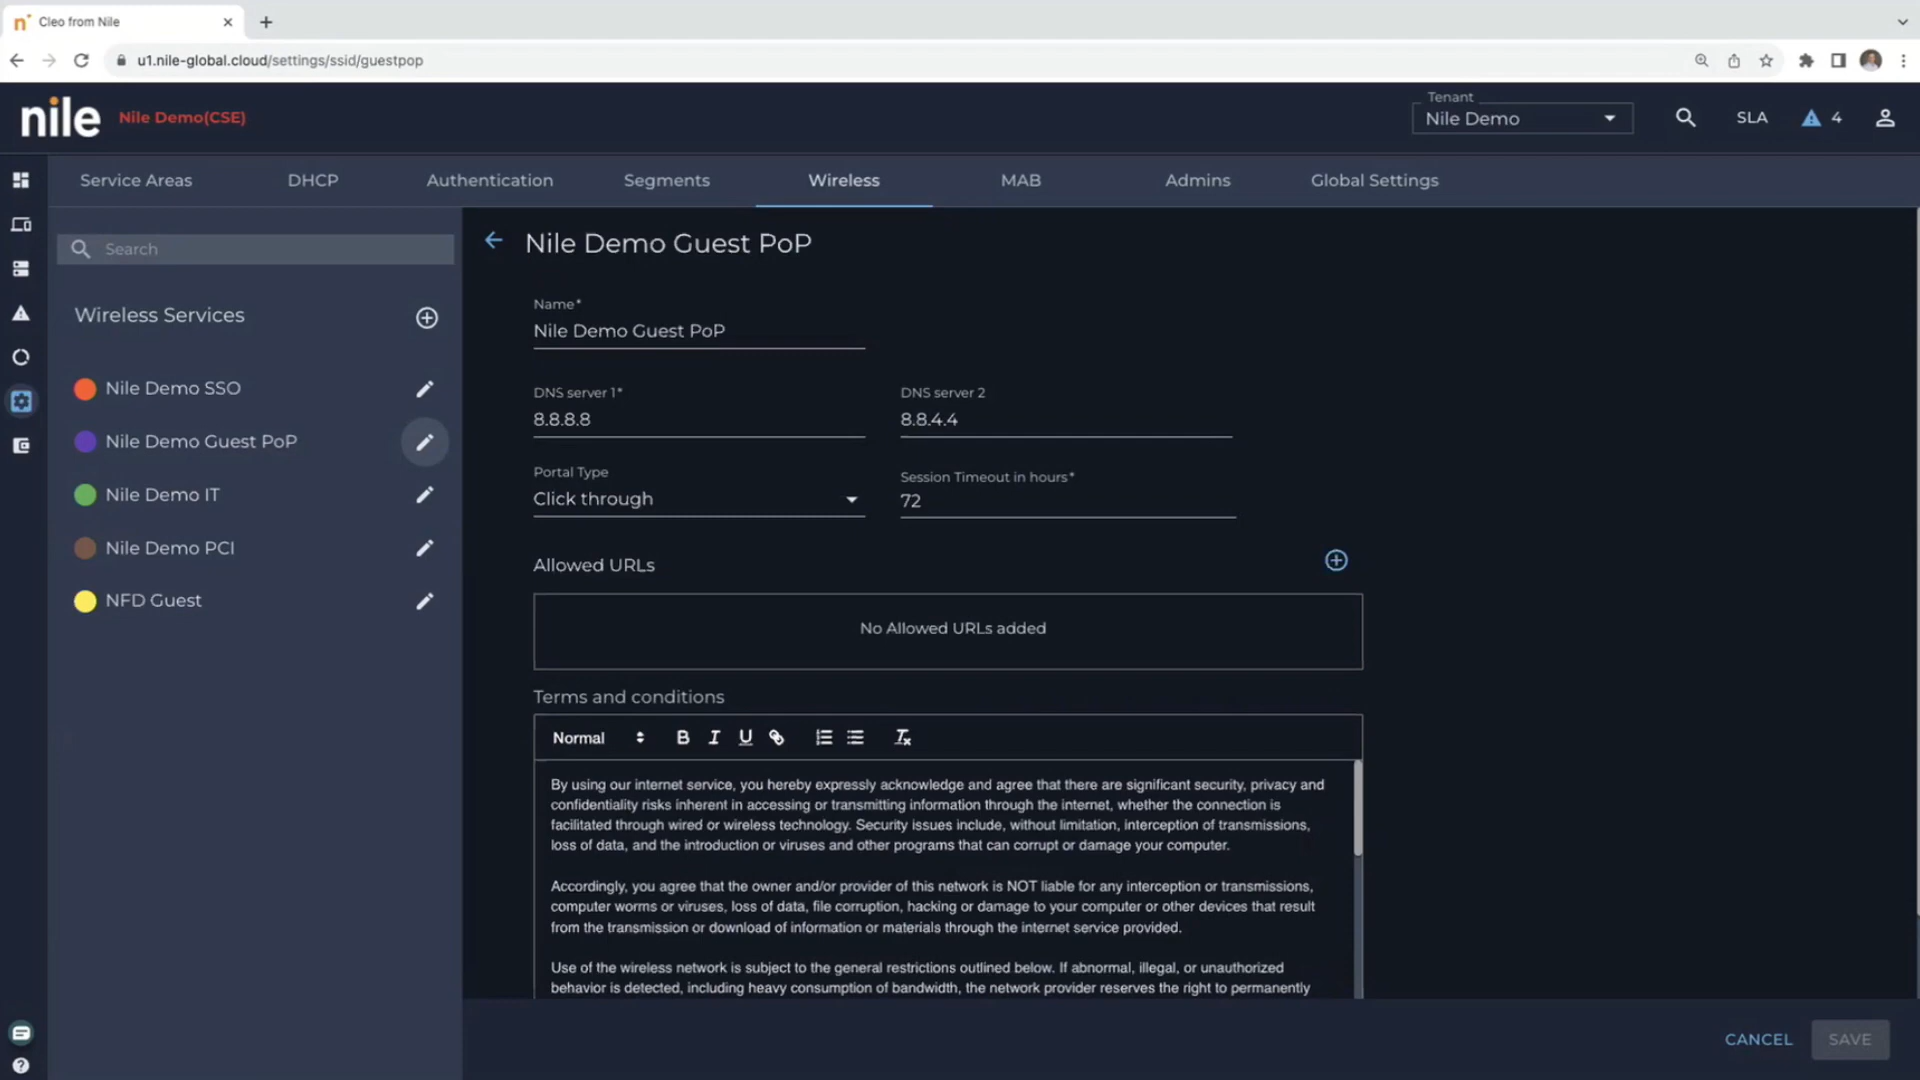 Cleo from Nile
u1.nile-global.cloud/settings/ssid/guestpop
nile
Nile Demo(CSE)
Tenant
Nile Demo
SLA
4
Service Areas
DHCP
Authentication
Segments
Wireless
MAB
Admins
Global Settings
Search
Wireless Services
Nile Demo SSO
Nile Demo Guest PoP
Nile Demo IT
Nile Demo PCI
NFD Guest
Nile Demo Guest PoP
Name*
Nile Demo Guest PoP
DNS server 1*
8.8.8.8
DNS server 2
8.8.4.4
Portal Type
Click through
Session Timeout in hours*
72
Allowed URLs
No Allowed URLs added
Terms and conditions
Normal
By using our internet service, you hereby expressly acknowledge and agree that there are significant security, privacy and
confidentiality risks inherent in accessing or transmitting information through the internet, whether the connection is
facilitated through wired or wireless technology. Security issues include, without limitation, interception of transmissions,
loss of data, and the introduction or viruses and other programs that can corrupt or damage your computer.
Accordingly, you agree that the owner and/or provider of this network is NOT liable for any interception or transmissions,
computer worms or viruses, loss of data, file corruption, hacking or damage to your computer or other devices that result
from the transmission or download of information or materials through the internet service provided.
Use of the wireless network is subject to the general restrictions outlined below. If abnormal, illegal, or unauthorized
behavior is detected, including heavy consumption of bandwidth, the network provider reserves the right to permanently
CANCEL
SAVE